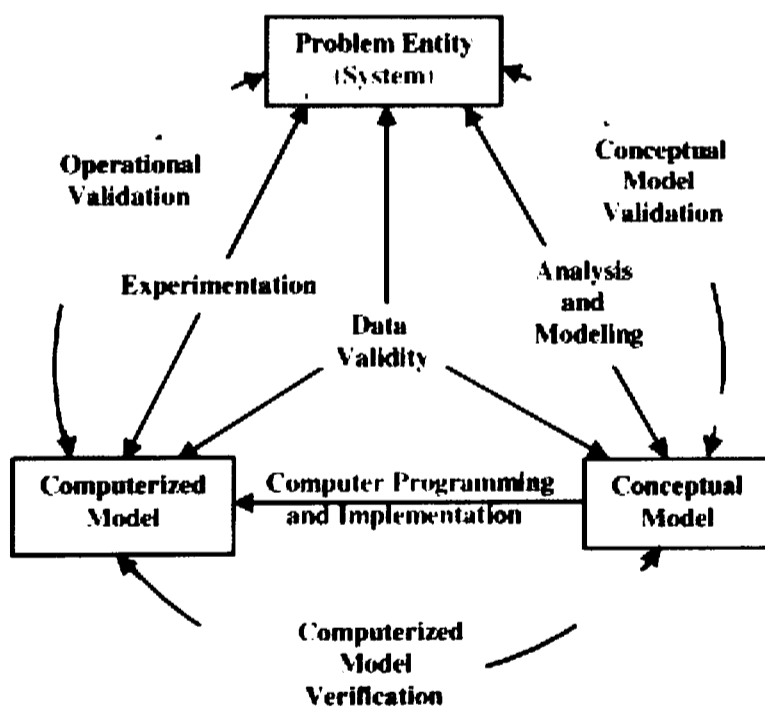 Problem Entity
(System)
Operational
Validation
Conceptual
Model
Validation
Experimentation
Analysis
and
Modeling
Data
Validity
Computerized
Model
Computer Programming
and Implementation
Conceptual
Model
Computerized
Model
Verification